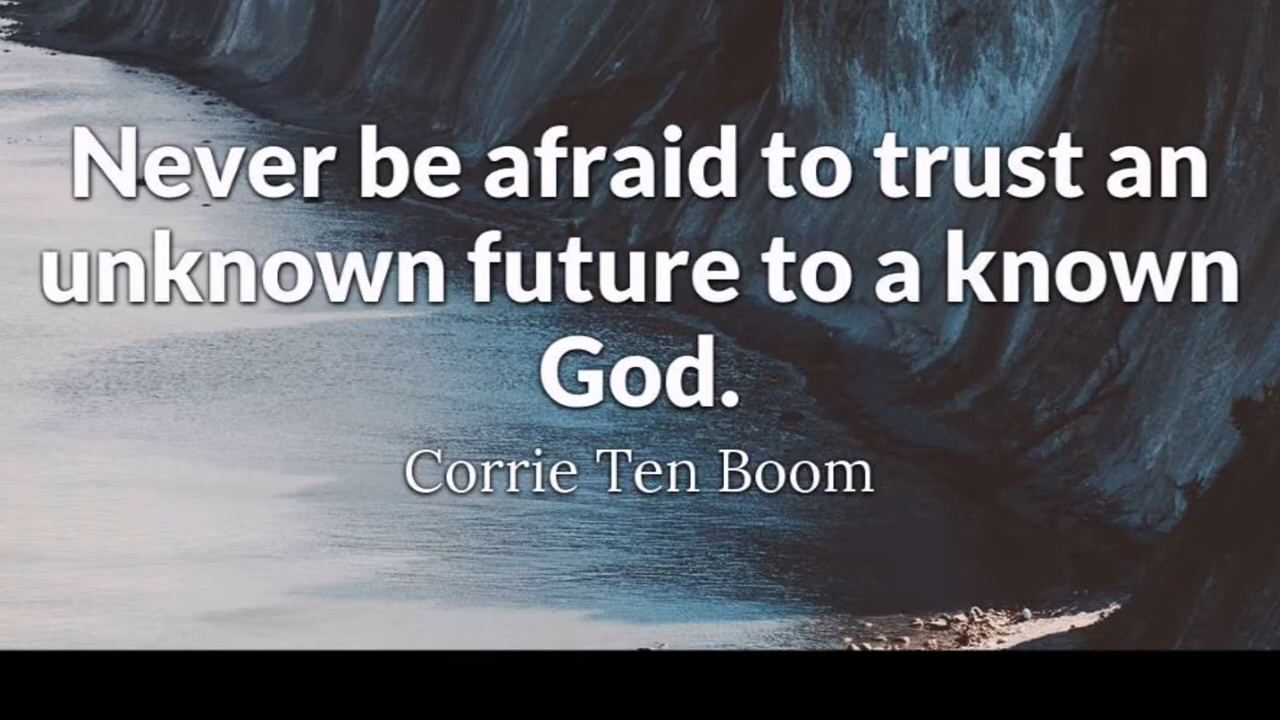 Never be afraid to trust an
unknown future to a known
God.
Corrie Ten Boom